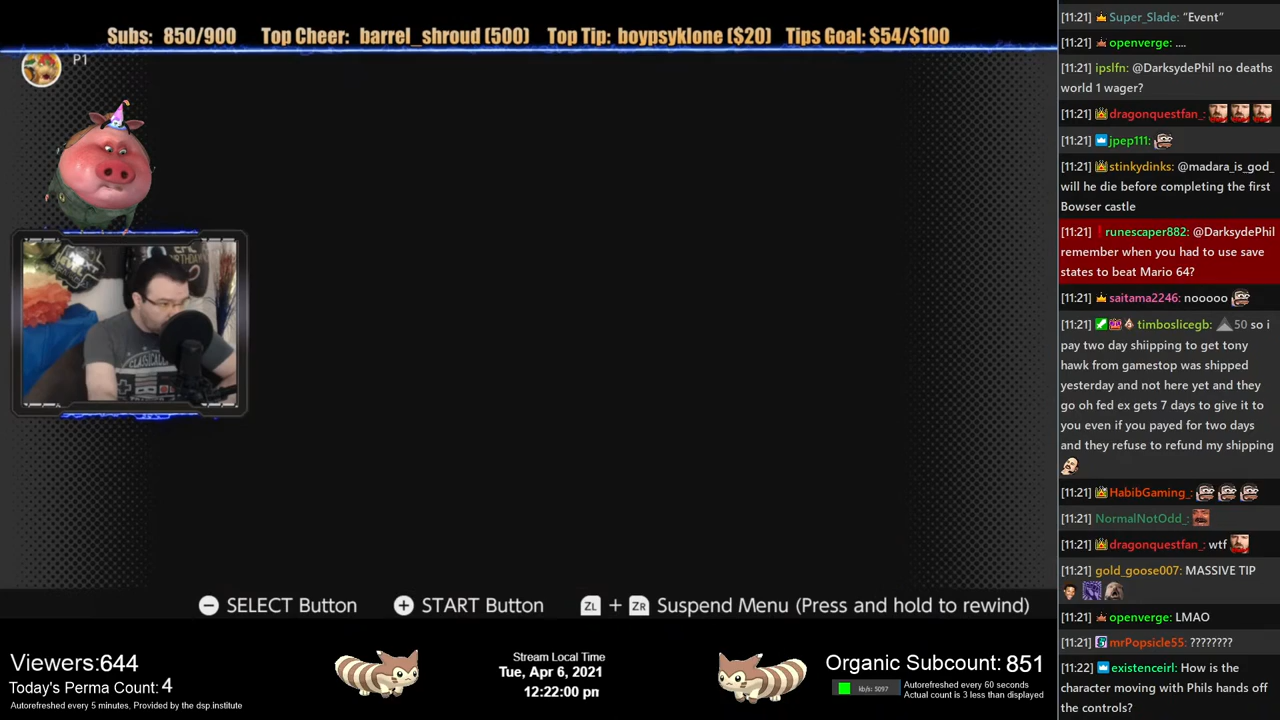 Subs: 850/900 Top Cheer: barrel_shroud (500) Top Tip: boypsyklone ($20) Tips Goal: $54/$100
P1
SELECT Button START Button ZL + ZR Suspend Menu (Press and hold to rewind)
Viewers:644
Today's Perma Count: 4
Autorefreshed every 5 minutes, Provided by the dsp institute
Stream Local Time
Tue, Apr 6, 2021
12:22:00 pm
Organic Subcount: 851
kb/s: 5097
Autorefreshed every 60 seconds
Actual count is 3 less than displayed
[11:21] Super_Slade: “Event”
[11:21] openverge: ....
[11:21] ipslfn: @DarksydePhil no deaths
world 1 wager?
[11:21] dragonquestfan_:
[11:21] jpep111:
[11:21] stinkydinks: @madara_is_god_
will he die before completing the first
Bowser castle
[11:21] runescaper882: @DarksydePhil
remember when you had to use save
states to beat Mario 64?
[11:21] saitama2246: nooooo
[11:21] timboslicegb: 50 so i
pay two day shiipping to get tony
hawk from gamestop was shipped
yesterday and not here yet and they
go oh fed ex gets 7 days to give it to
you even if you payed for two days
and they refuse to refund my shipping
[11:21] HabibGaming_:
[11:21] NormalNotOdd_:
[11:21] dragonquestfan_: wtf
[11:21] gold_goose007: MASSIVE TIP
[11:21] openverge: LMAO
[11:21] mrPopsicle55: ????????
[11:22] existenceirl: How is the
character moving with Phils hands off
the controls?